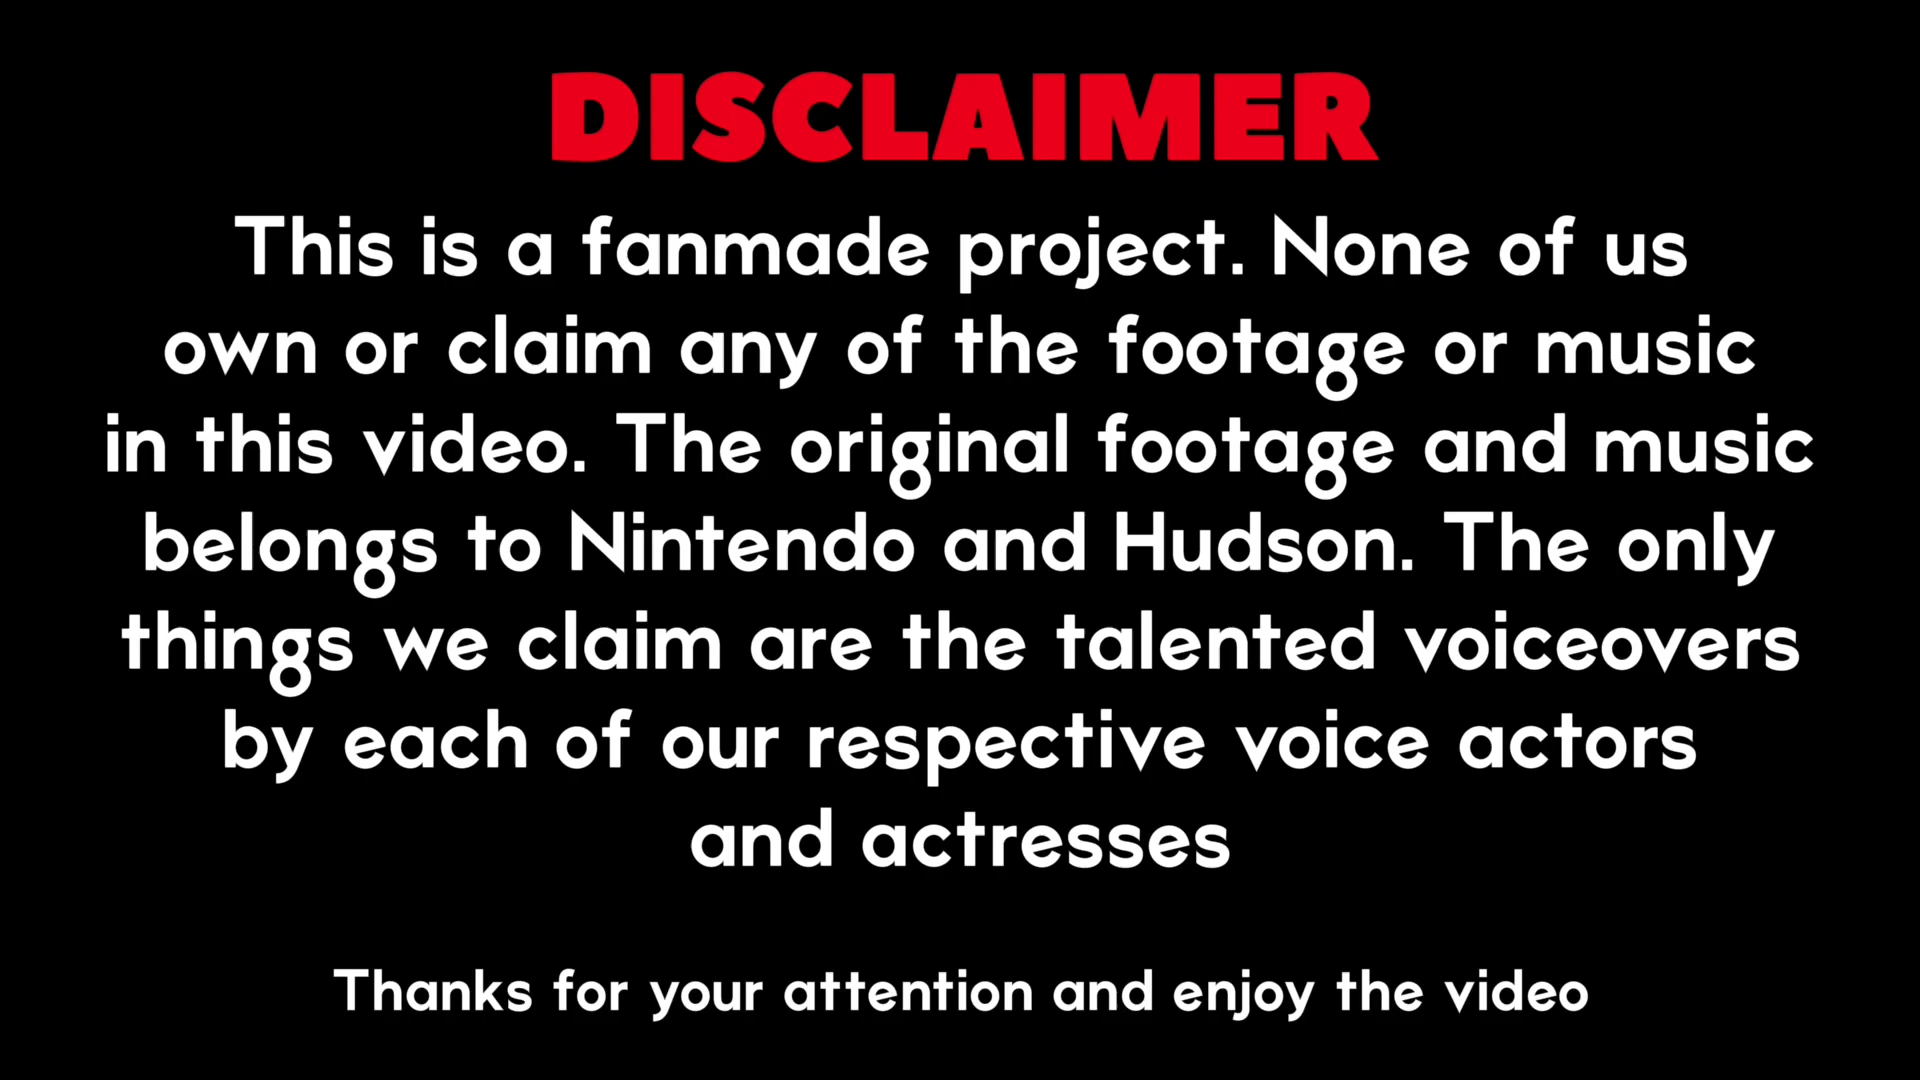 DISCLAIMER
This is a fanmade project. None of us
own or claim any of the footage or music
in this video. The original footage and music
belongs to Nintendo and Hudson. The only
things we claim are the talented voiceovers
by each of our respective voice actors
and actresses
Thanks for your attention and enjoy the video